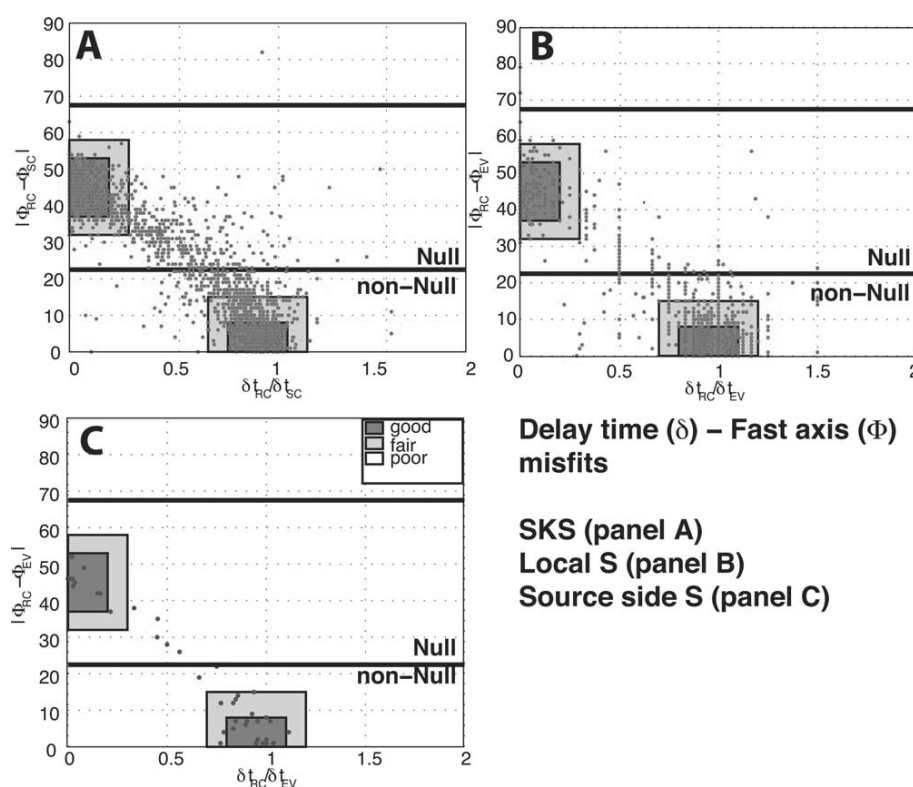 A
90
80
70
60
50
40
30
20
10
0
|ΦRC−ΦSC|
Null
non−Null
0
0.5
1
1.5
2
δtRC/δtSC
B
90
80
70
60
50
40
30
20
10
0
|ΦRC−ΦEV|
Null
non−Null
0
0.5
1
1.5
2
δtRC/δtEV
C
90
80
70
60
50
40
30
20
10
0
|ΦRC−ΦEV|
good
fair
poor
Null
non−Null
0
0.5
1
1.5
2
δtRC/δtEV
Delay time (δ) – Fast axis (Φ)
misfits
SKS (panel A)
Local S (panel B)
Source side S (panel C)